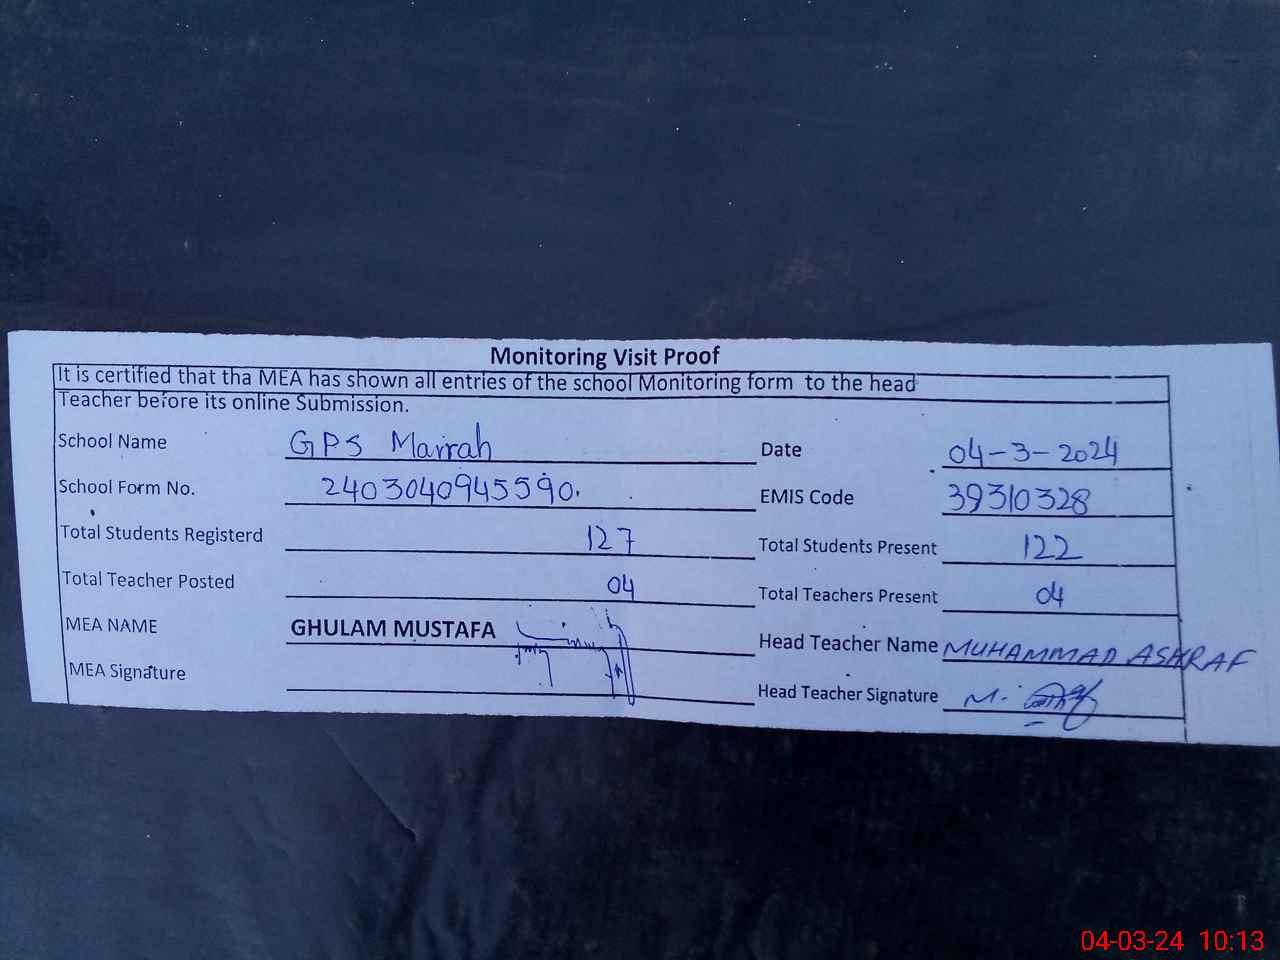 Monitoring Visit Proof
It is certified that tha MEA has shown all entries of the school Monitoring form to the head
Teacher before its online Submission.
School Name GPS Marrah Date 04-3-2024
School Form No. 2403040945590. EMIS Code 39310328
Total Students Registerd 127 Total Students Present 122
Total Teacher Posted 04 Total Teachers Present 04
MEA NAME GHULAM MUSTAFA Head Teacher Name MUHAMMAD ASHRAF
MEA Signature Head Teacher Signature M.
04-03-24 10:13